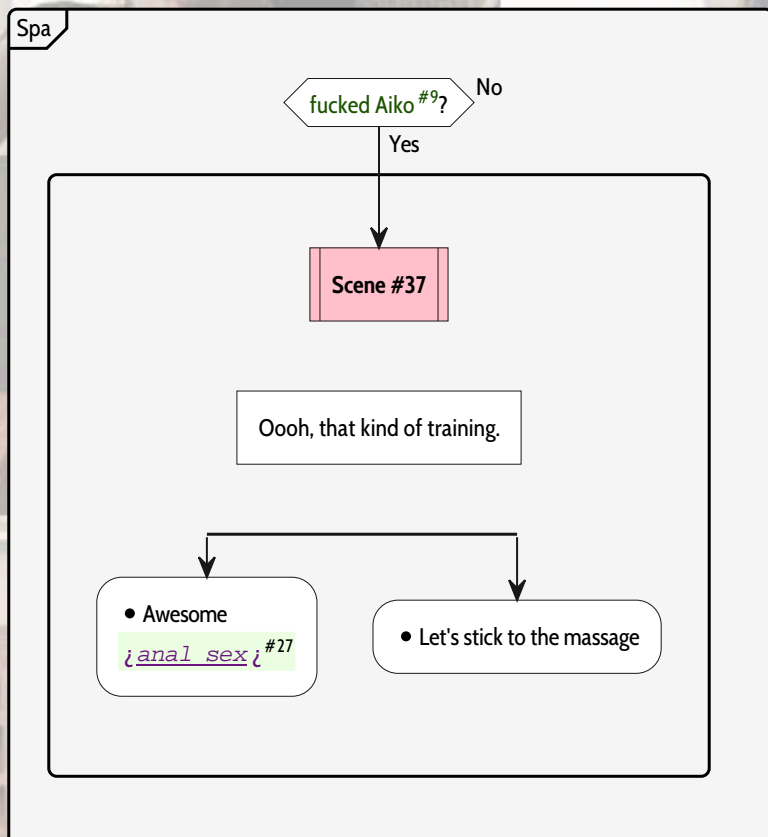 Spa
fucked Aiko #9?
No
Yes
Scene #37
Oooh, that kind of training.
• Awesome
¿anal sex¿#27
• Let's stick to the massage